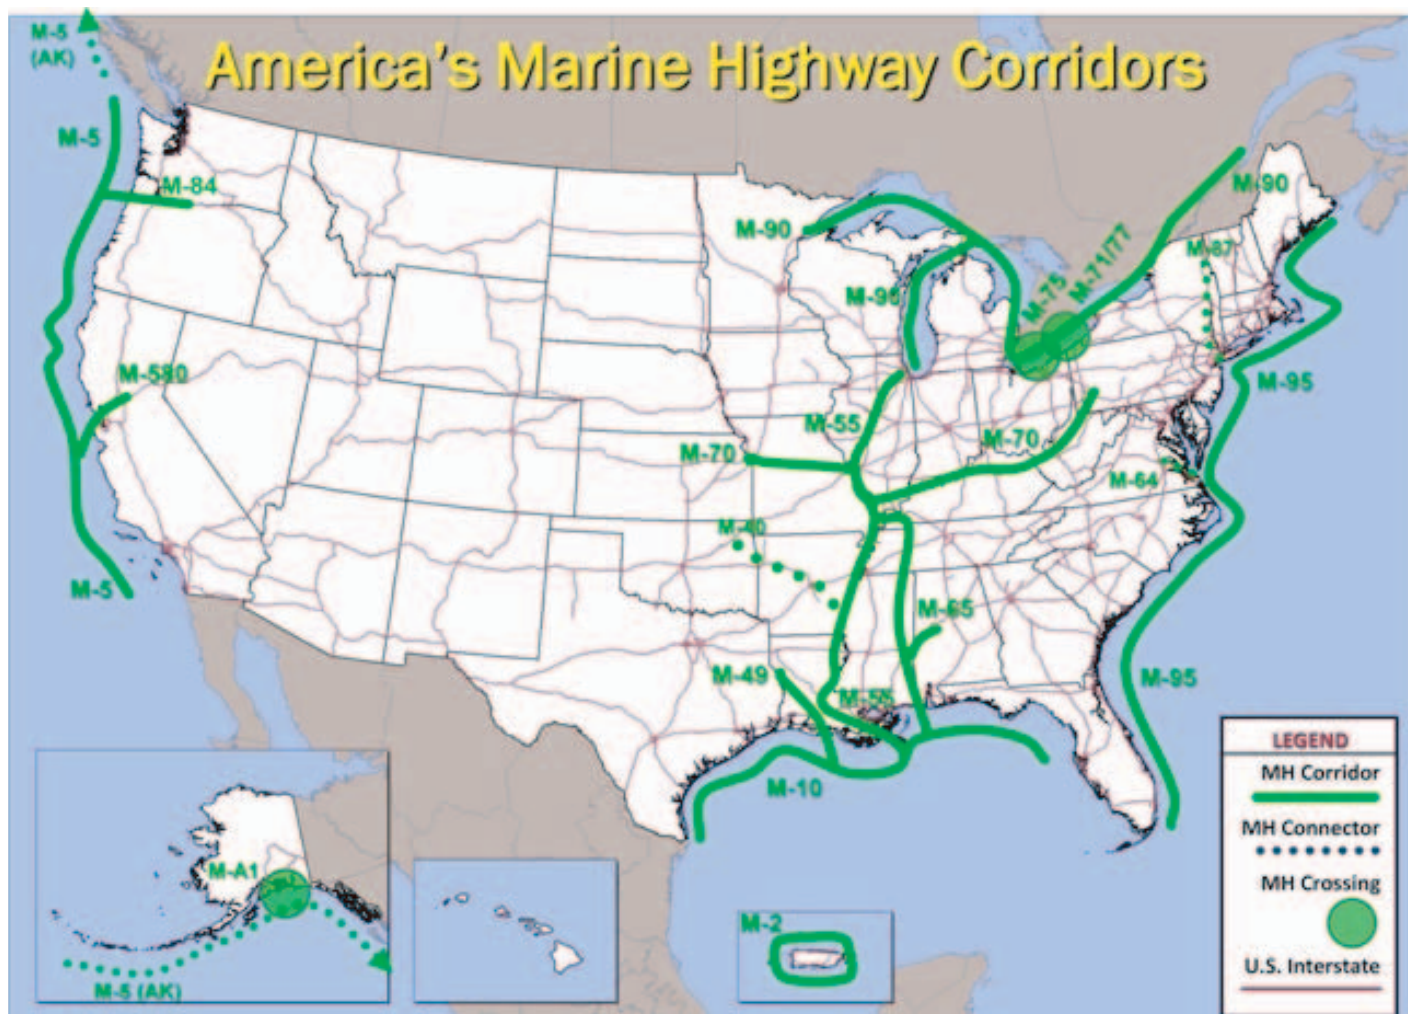 M-5
(AK)
America's Marine Highway Corridors
M-5
M-84
M-90
M-90
M-87
M-71/77
M-75
M-90
M-580
M-95
M-55
M-70
M-70
M-64
M-40
M-5
M-65
M-49
M-55
M-95
M-10
LEGEND
MH Corridor
MH Connector
MH Crossing
U.S. Interstate
M-A1
M-5 (AK)
M-2